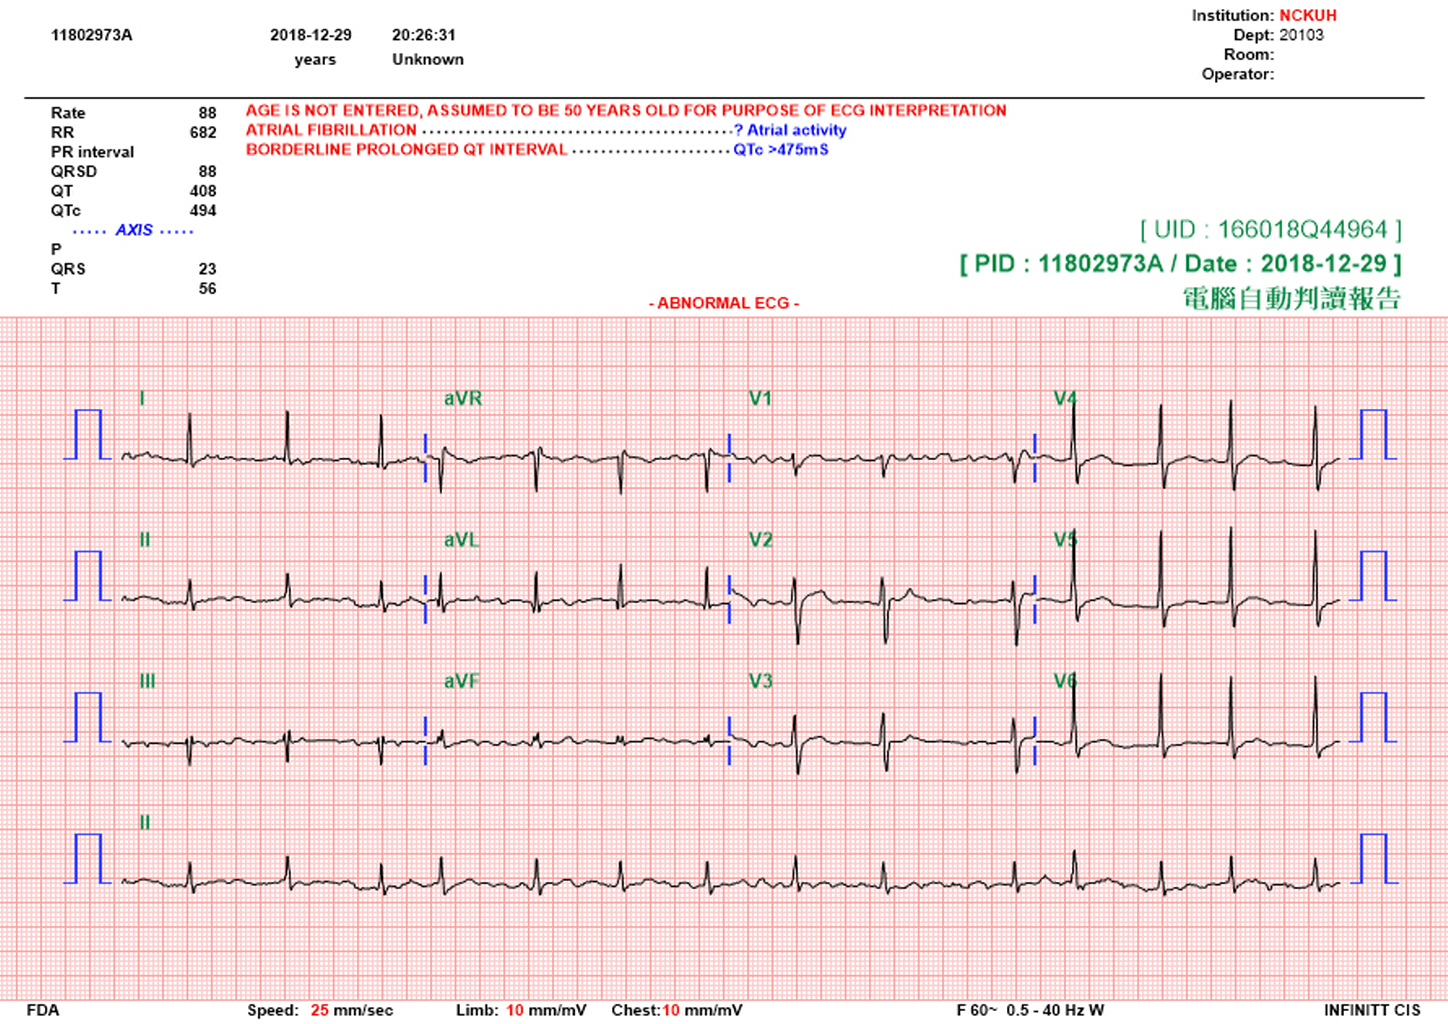 Institution: NCKUH
11802973A 2018-12-29 20:26:31 Dept: 20103
years Unknown Room:
Operator:
Rate 88 AGE IS NOT ENTERED, ASSUMED TO BE 50 YEARS OLD FOR PURPOSE OF ECG INTERPRETATION
RR 682 ATRIAL FIBRILLATION ........................................... ? Atrial activity
PR interval BORDERLINE PROLONGED QT INTERVAL ...................... QTc >475mS
QRSD 88
QT 408
QTc 494
..... AXIS .....
[ UID : 166018Q44964 ]
P
[ PID : 11802973A / Date : 2018-12-29 ]
QRS 23
T 56
電腦自動判讀報告
- ABNORMAL ECG -
I aVR V1 V4
II aVL V2 V5
III aVF V3 V6
II
FDA Speed: 25 mm/sec Limb: 10 mm/mV Chest:10 mm/mV F 60~ 0.5 - 40 Hz W INFINITT CIS